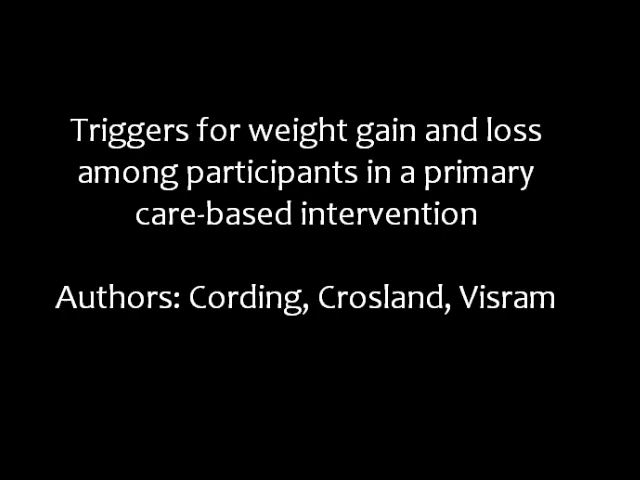 Triggers for weight gain and loss
among participants in a primary
care-based intervention
Authors: Cording, Crosland, Visram